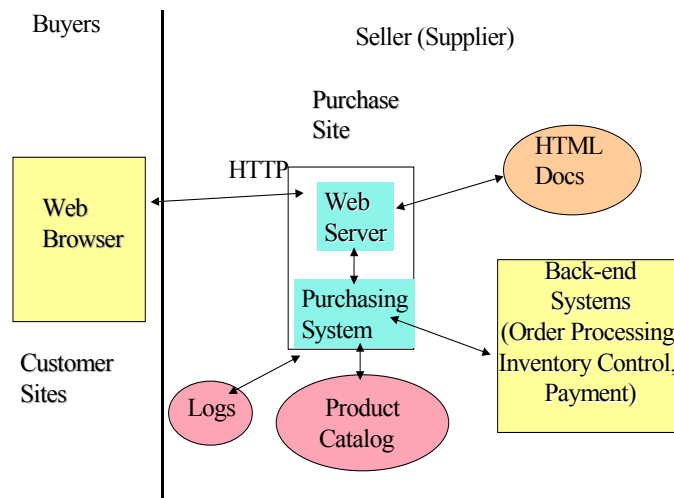 Buyers
Seller (Supplier)
Purchase
Site
HTTP
HTML
Docs
Web
Browser
Web
Server
Purchasing
System
Back-end
Systems
(Order Processing
Inventory Control,
Payment)
Customer
Sites
Logs
Product
Catalog